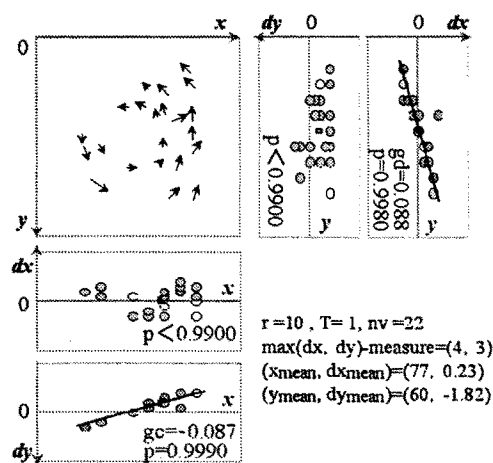 x
0
y
dy 0
p<0.9900
y
0 dx
gd=0.088
p=0.9980
y
dx
x
0
p<0.9900
x
0
gc=-0.087
p=0.9990
dy
r=10 , T= 1, nv=22
max(dx, dy)-measure=(4, 3)
(xmean, dxmean)=(77, 0.23)
(ymean, dymean)=(60, -1.82)